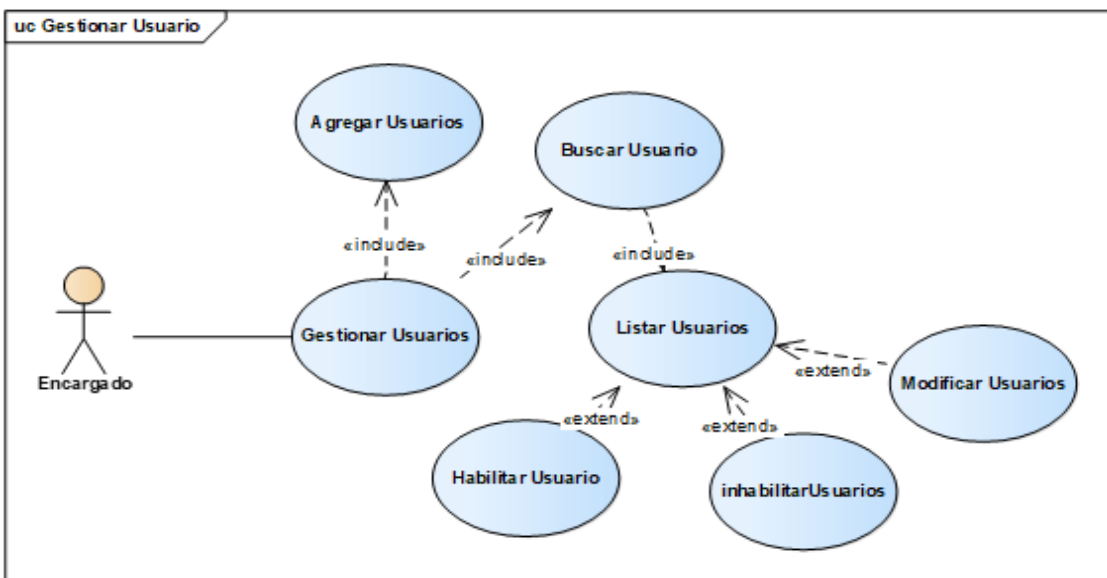 uc Gestionar Usuario
Agregar Usuarios
Buscar Usuario
«include»
«include»
«include»
Gestionar Usuarios
Listar Usuarios
Encargado
«extend»
Modificar Usuarios
«extend»
«extend»
Habilitar Usuario
inhabilitarUsuarios